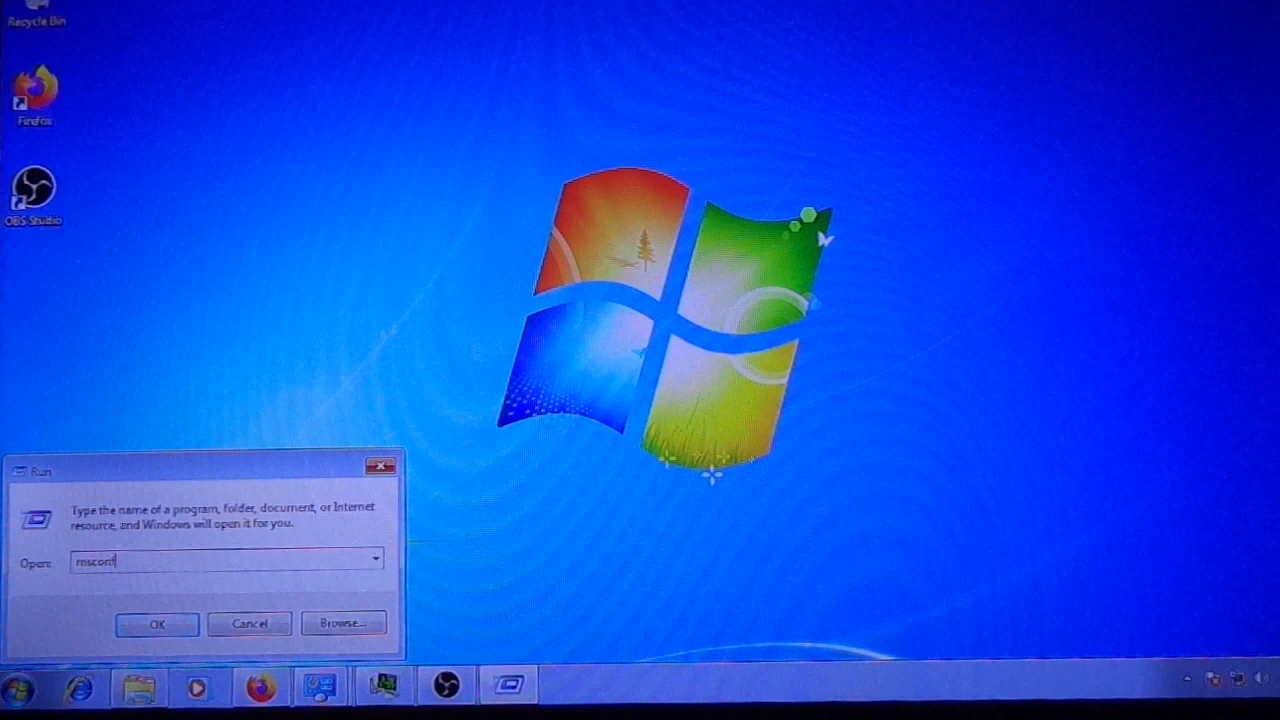 Recycle Bin
Firefox
OBS Studio
Run
Type the name of a program, folder, document, or Internet
resource, and Windows will open it for you.
Open:
msconf
OK
Cancel
Browse...